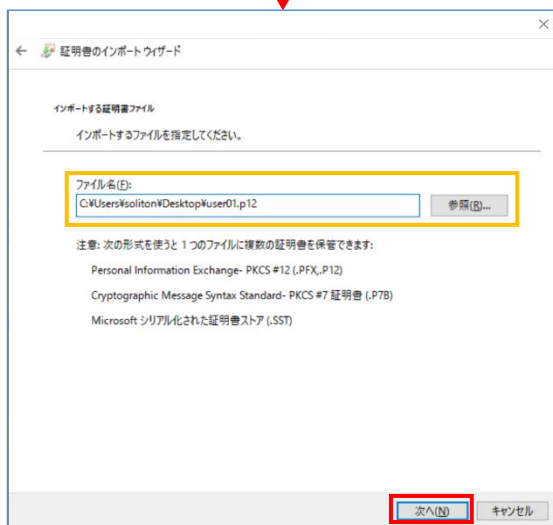 証明書のインポート ウィザード
インポートする証明書ファイル
インポートするファイルを指定してください。
ファイル名(F):
C:¥Users¥soliton¥Desktop¥user01.p12
参照(R)...
注意: 次の形式を使うと 1 つのファイルに複数の証明書を保管できます:
Personal Information Exchange- PKCS #12 (.PFX,.P12)
Cryptographic Message Syntax Standard- PKCS #7 証明書 (.P7B)
Microsoft シリアル化された証明書ストア (.SST)
次へ(N)
キャンセル